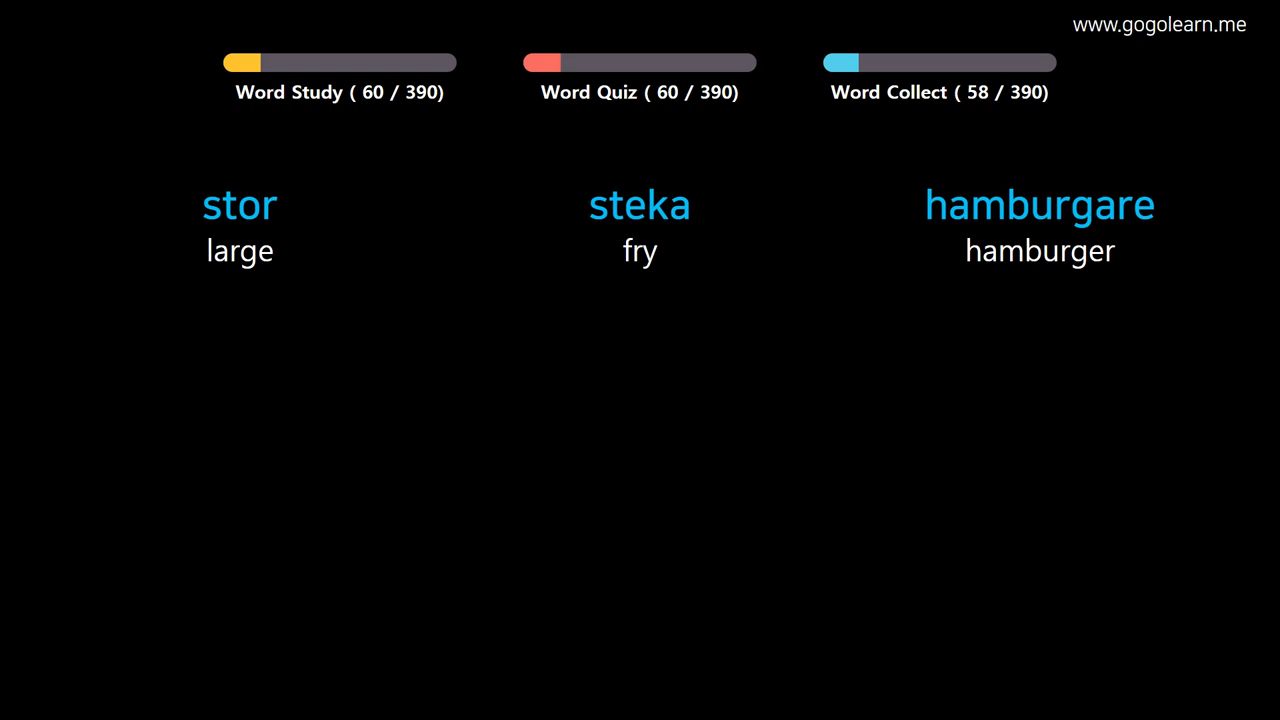 www.gogolearn.me
Word Study ( 60 / 390)
Word Quiz ( 60 / 390)
Word Collect ( 58 / 390)
stor
large
steka
fry
hamburgare
hamburger